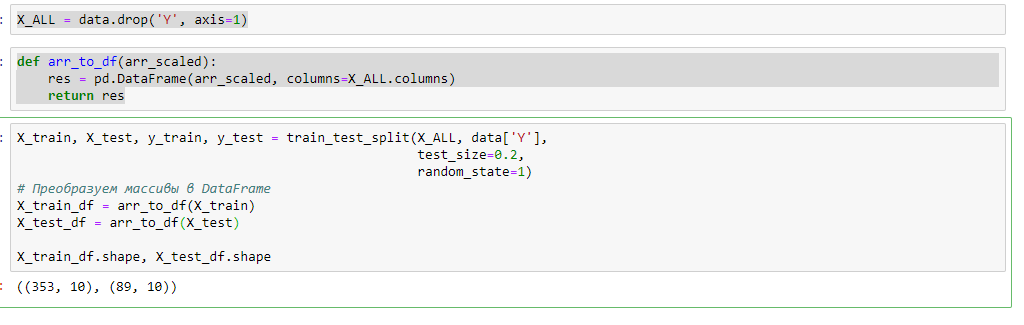 X_ALL = data.drop('Y', axis=1)
def arr_to_df(arr_scaled):
    res = pd.DataFrame(arr_scaled, columns=X_ALL.columns)
    return res
X_train, X_test, y_train, y_test = train_test_split(X_ALL, data['Y'],
                                                    test_size=0.2,
                                                    random_state=1)
# Преобразуем массивы в DataFrame
X_train_df = arr_to_df(X_train)
X_test_df = arr_to_df(X_test)
X_train_df.shape, X_test_df.shape
((353, 10), (89, 10))